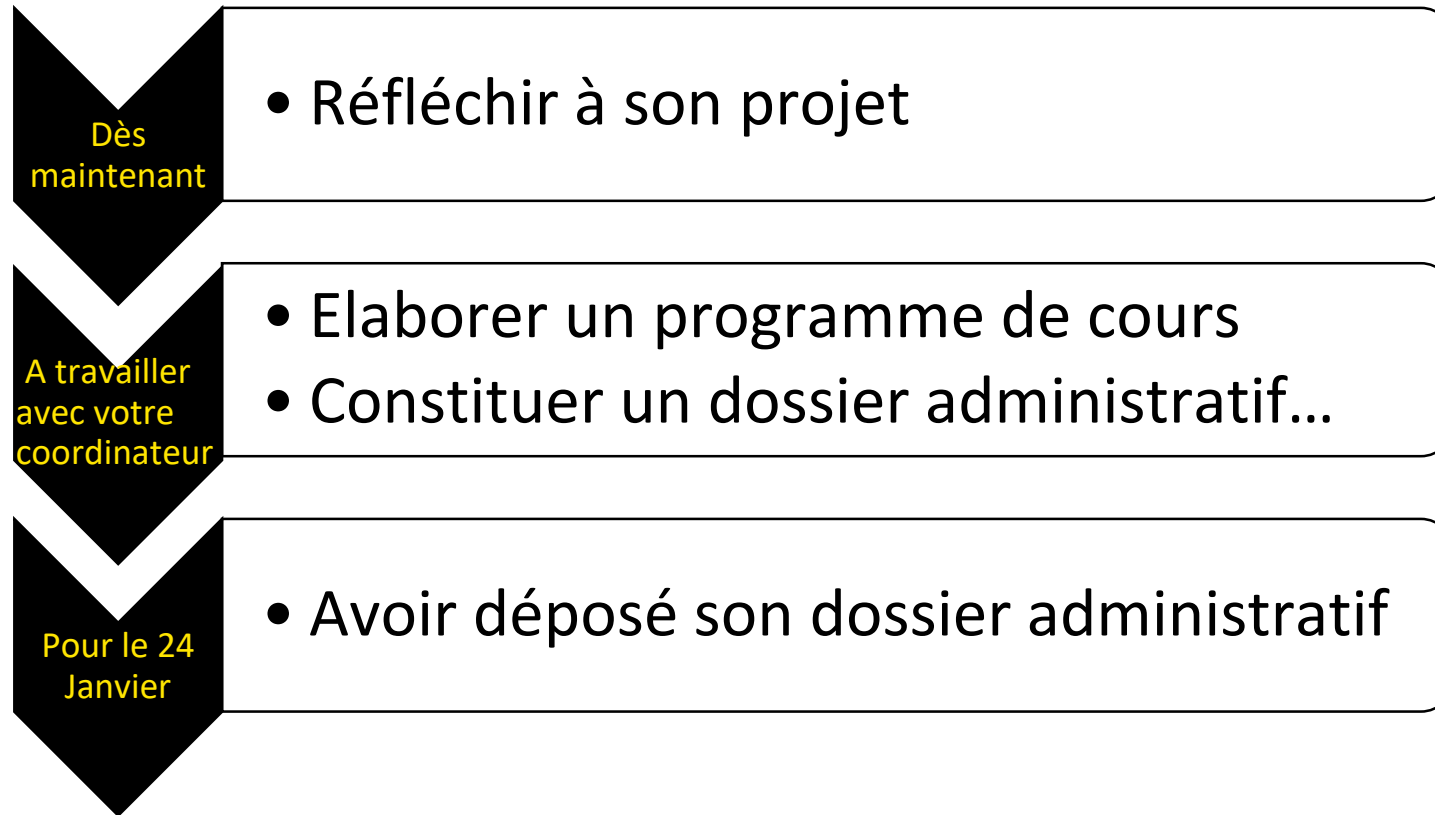 Dès
maintenant
• Réfléchir à son projet
A travailler
avec votre
coordinateur
• Elaborer un programme de cours
• Constituer un dossier administratif…
Pour le 24
Janvier
• Avoir déposé son dossier administratif